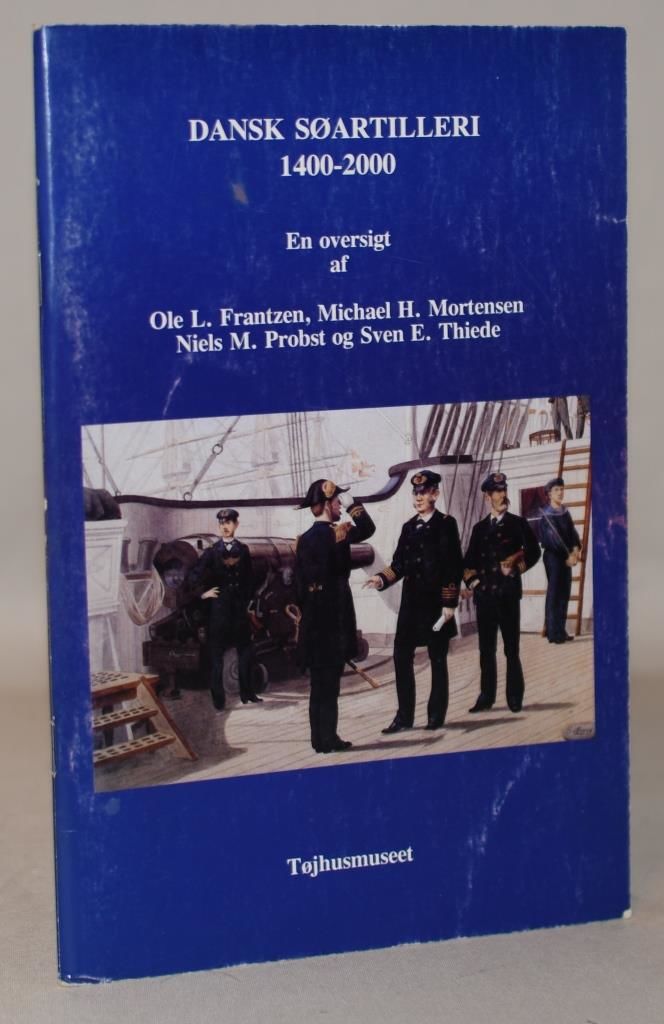 DANSK SØARTILLERI
1400-2000
En oversigt
af
Ole L. Frantzen, Michael H. Mortensen
Niels M. Probst og Sven E. Thiede
Tøjhusmuseet